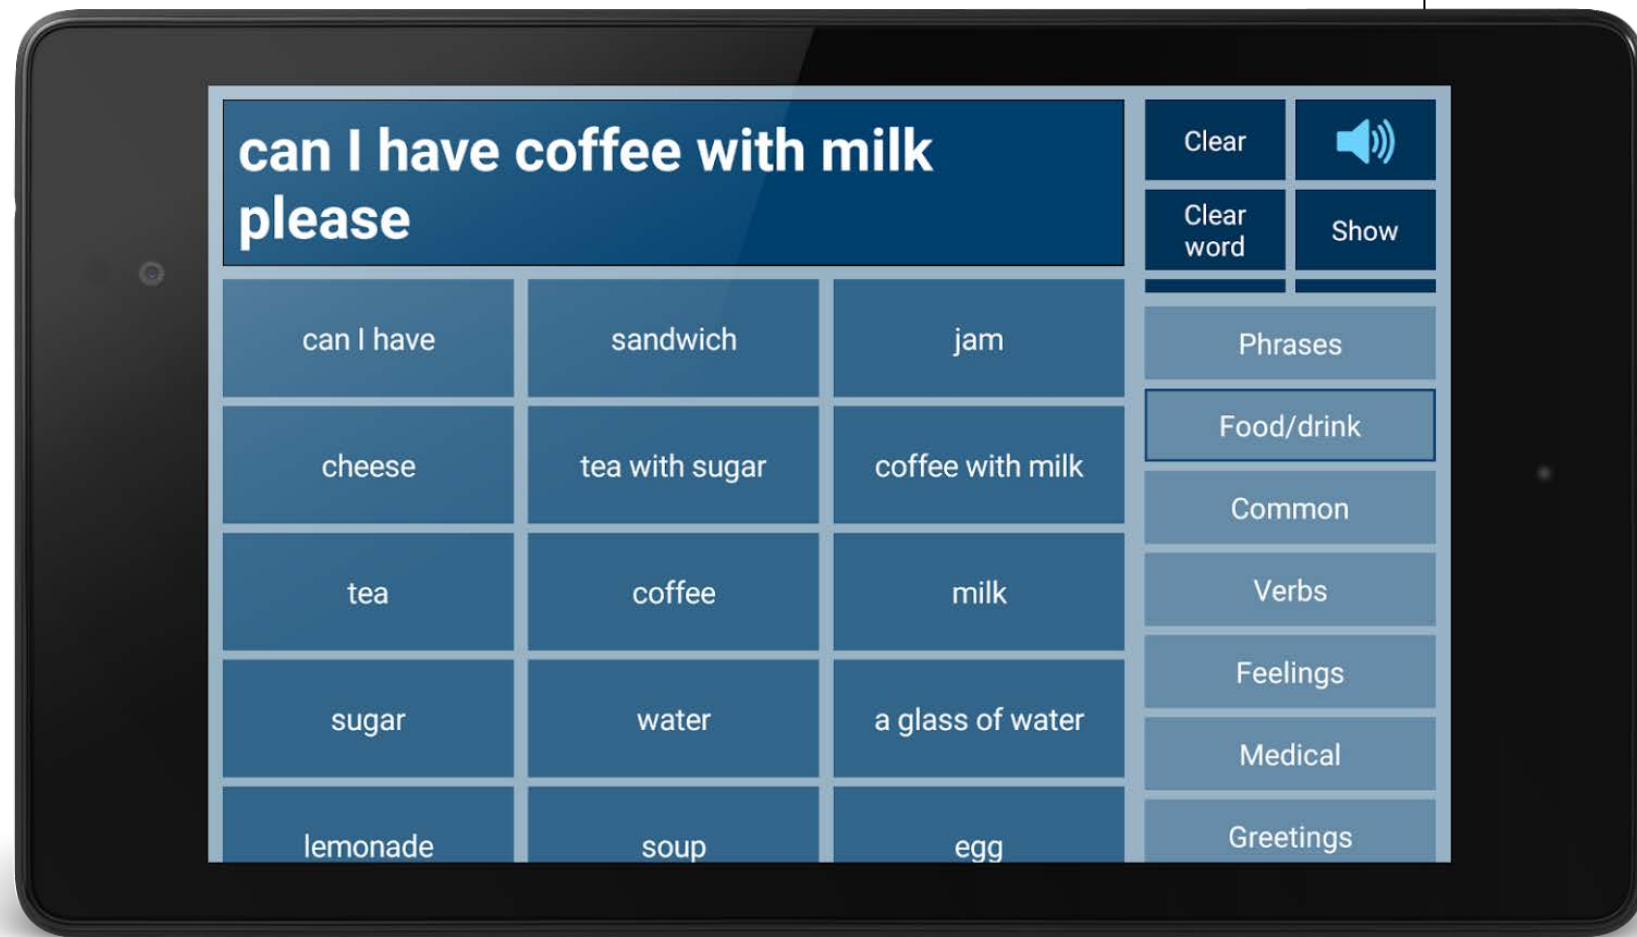 can I have coffee with milk
please
Clear
Clear
word
Show
can I have
sandwich
jam
cheese
tea with sugar
coffee with milk
tea
coffee
milk
sugar
water
a glass of water
lemonade
soup
egg
Phrases
Food/drink
Common
Verbs
Feelings
Medical
Greetings